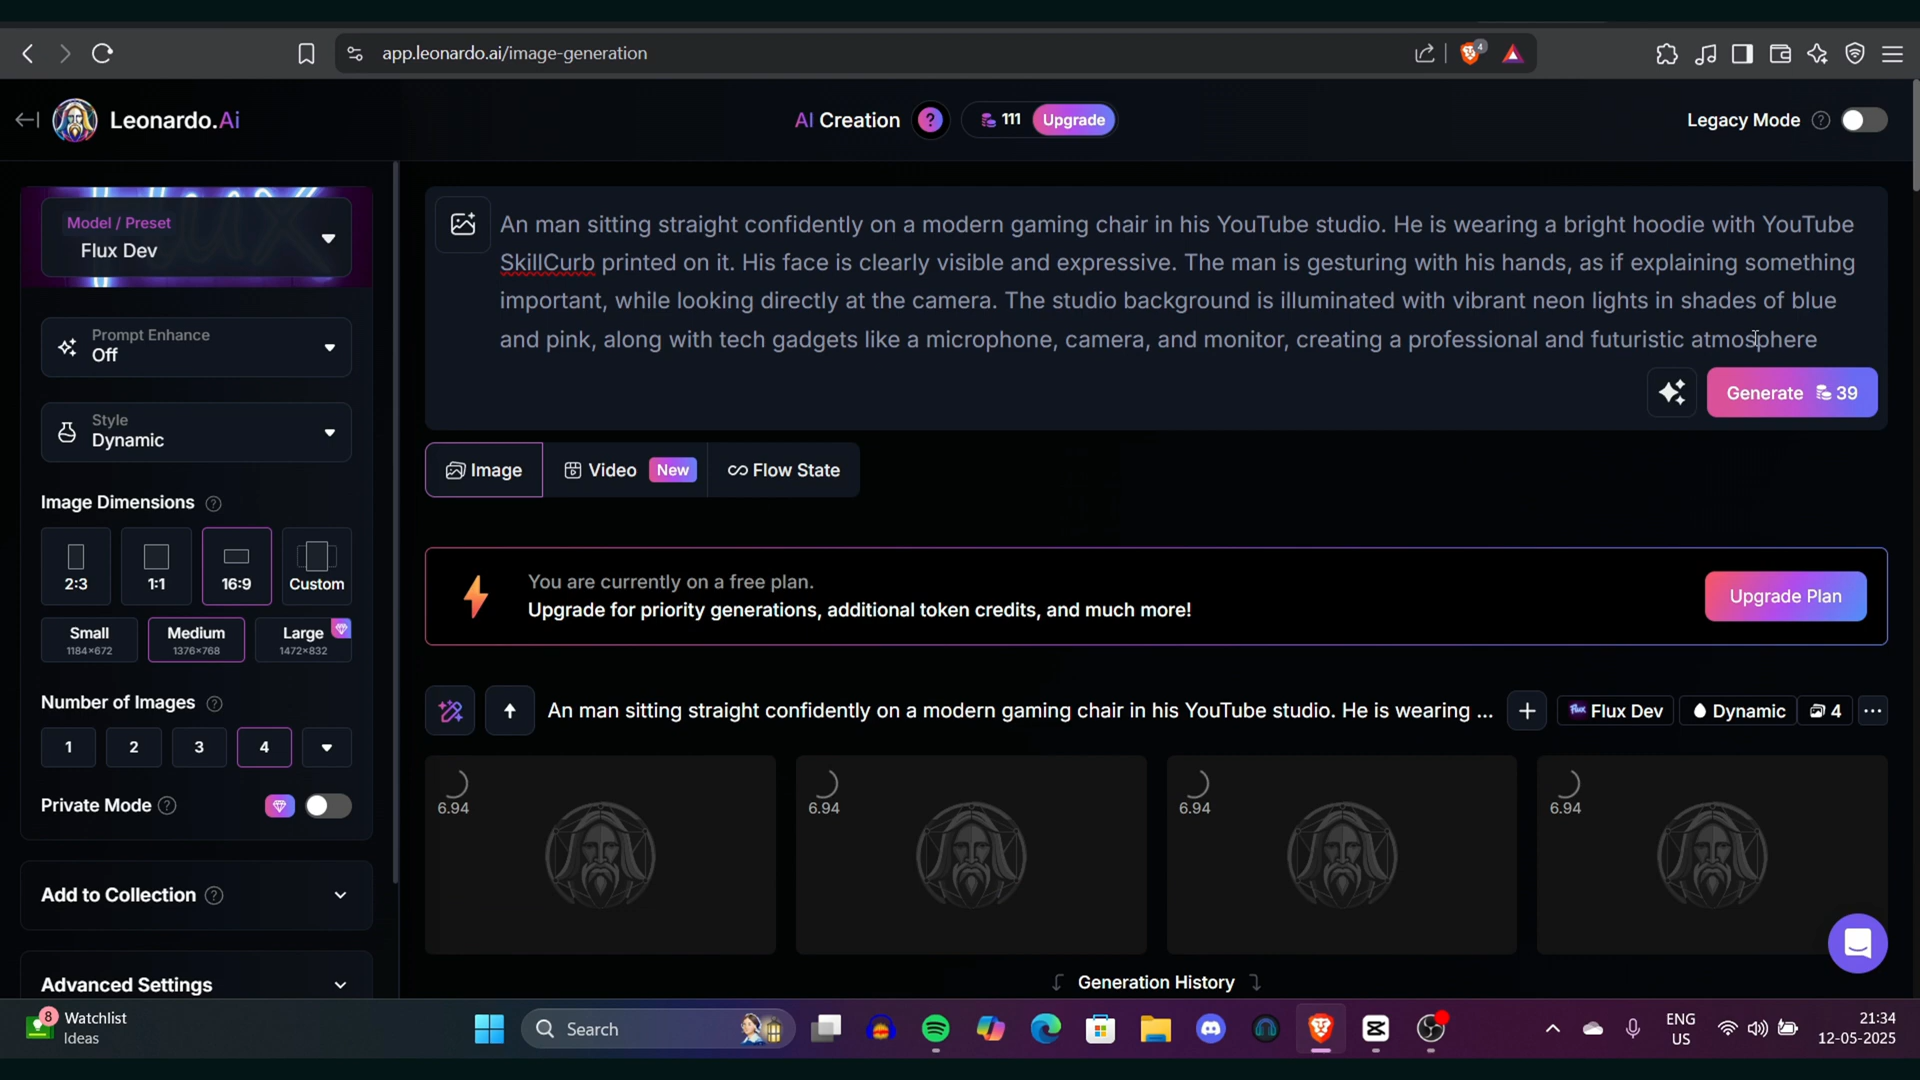 app.leonardo.ai/image-generation
4
Leonardo.Ai
AI Creation ? 111 Upgrade
Legacy Mode ?
Model / Preset
Flux Dev
Prompt Enhance
Off
Style
Dynamic
Image Dimensions ?
2:3 1:1 16:9 Custom
Small Medium Large
1184×672 1376×768 1472×832
Number of Images ?
1 2 3 4
Private Mode ?
Add to Collection ?
Advanced Settings
An man sitting straight confidently on a modern gaming chair in his YouTube studio. He is wearing a bright hoodie with YouTube
SkillCurb printed on it. His face is clearly visible and expressive. The man is gesturing with his hands, as if explaining something
important, while looking directly at the camera. The studio background is illuminated with vibrant neon lights in shades of blue
and pink, along with tech gadgets like a microphone, camera, and monitor, creating a professional and futuristic atmosphere
Generate 39
Image Video New Flow State
You are currently on a free plan.
Upgrade for priority generations, additional token credits, and much more!
Upgrade Plan
An man sitting straight confidently on a modern gaming chair in his YouTube studio. He is wearing ... Flux Dev Dynamic 4
6.94 6.94 6.94 6.94
Generation History
8
Watchlist
Ideas
Search
ENG
US
21:34
12-05-2025